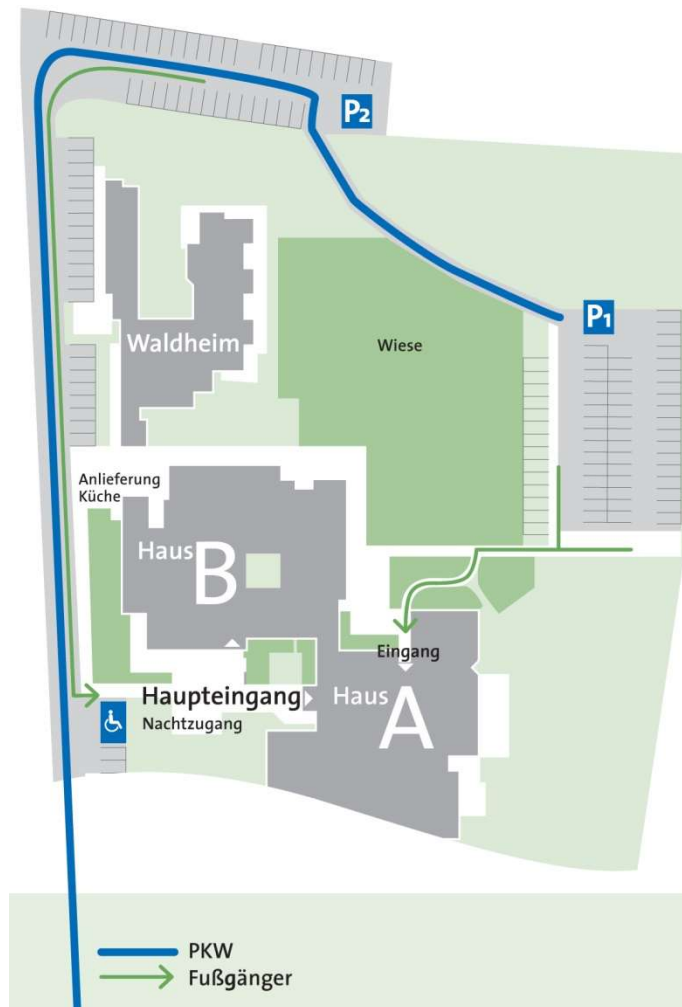 P2
P1
Waldheim
Wiese
Anlieferung
Küche
Haus
B
Eingang
Haupteingang
Nachtzugang
Haus
A
PKW
Fußgänger